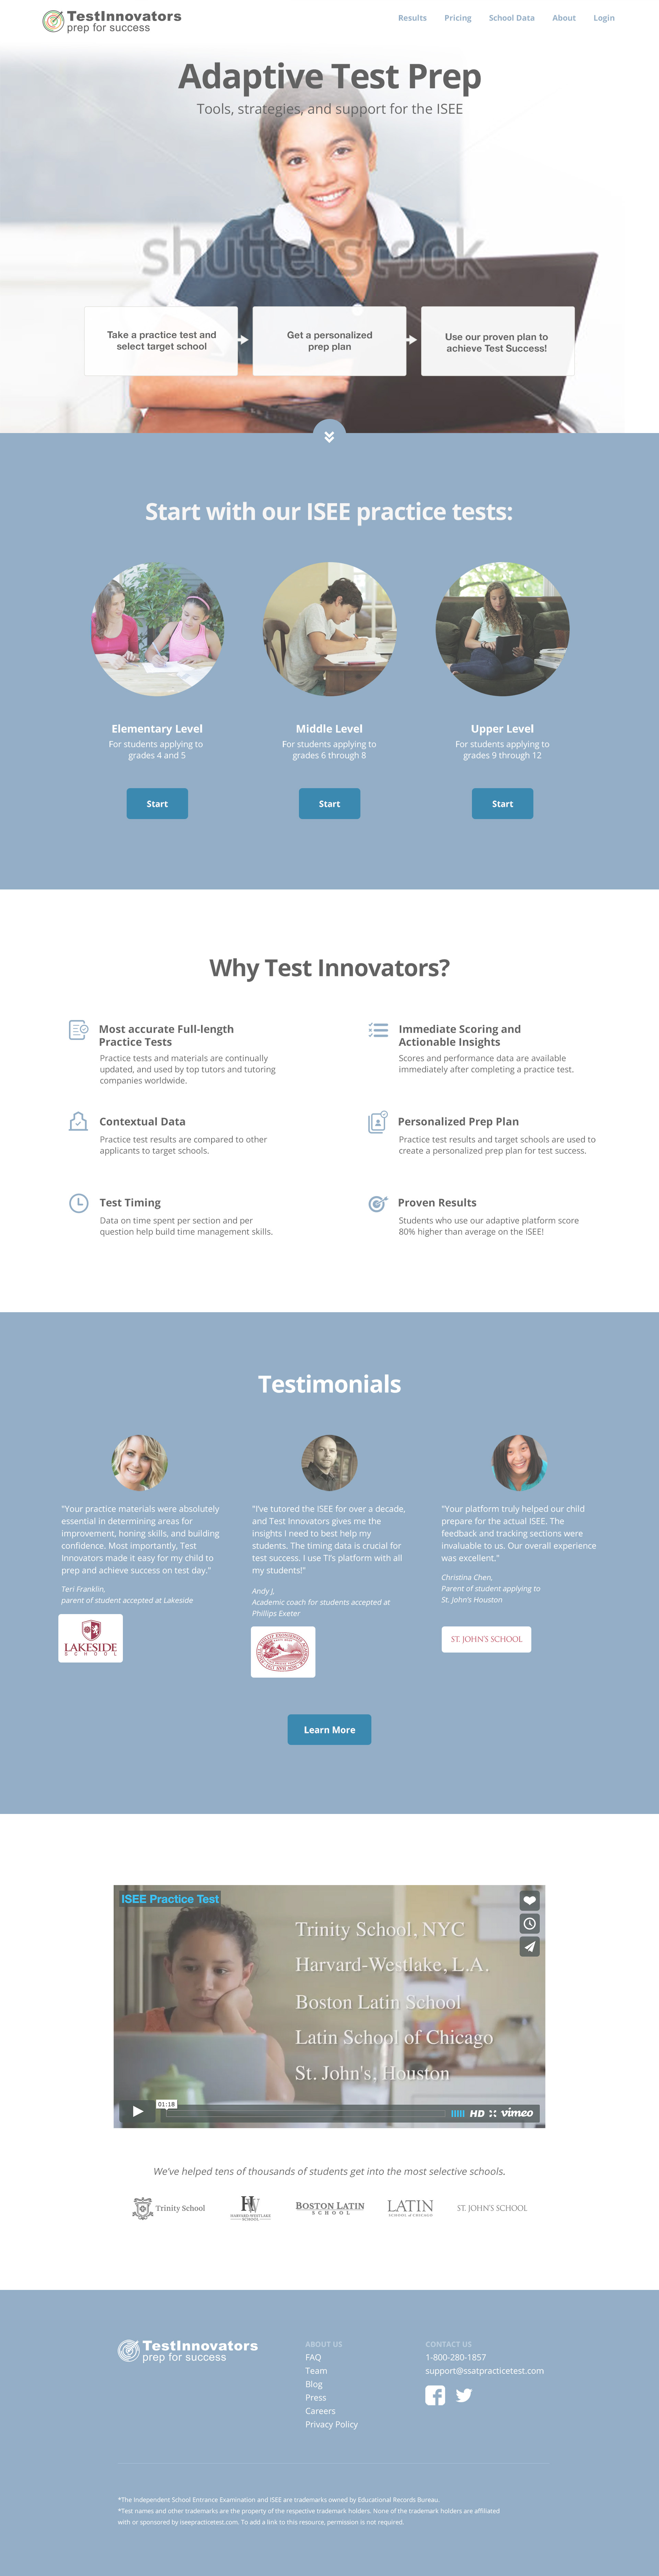 TestInnovators
prep for success
Results Pricing School Data About Login
Adaptive Test Prep
Tools, strategies, and support for the ISEE
shutterstock
Take a practice test and
select target school
Get a personalized
prep plan
Use our proven plan to
achieve Test Success!
Start with our ISEE practice tests:
Elementary Level
For students applying to
grades 4 and 5
Start
Middle Level
For students applying to
grades 6 through 8
Start
Upper Level
For students applying to
grades 9 through 12
Start
Why Test Innovators?
Most accurate Full-length
Practice Tests
Practice tests and materials are continually
updated, and used by top tutors and tutoring
companies worldwide.
Immediate Scoring and
Actionable Insights
Scores and performance data are available
immediately after completing a practice test.
Contextual Data
Practice test results are compared to other
applicants to target schools.
Personalized Prep Plan
Practice test results and target schools are used to
create a personalized prep plan for test success.
Test Timing
Data on time spent per section and per
question help build time management skills.
Proven Results
Students who use our adaptive platform score
80% higher than average on the ISEE!
Testimonials
"Your practice materials were absolutely
essential in determining areas for
improvement, honing skills, and building
confidence. Most importantly, Test
Innovators made it easy for my child to
prep and achieve success on test day."
Teri Franklin,
parent of student accepted at Lakeside
LAKESIDE
SCHOOL
"I've tutored the ISEE for over a decade,
and Test Innovators gives me the
insights I need to best help my
students. The timing data is crucial for
test success. I use TI's platform with all
my students!"
Andy J.
Academic coach for students accepted at
Phillips Exeter
"Your platform truly helped our child
prepare for the actual ISEE. The
feedback and tracking sections were
invaluable to us. Our overall experience
was excellent."
Christina Chen,
Parent of student applying to
St. John's Houston
ST. JOHN'S SCHOOL
Learn More
ISEE Practice Test
Trinity School, NYC
Harvard-Westlake, L.A.
Boston Latin School
Latin School of Chicago
St. John's, Houston
01:18
HD vimeo
We've helped tens of thousands of students get into the most selective schools.
Trinity School
HW
HARVARD-WESTLAKE
SCHOOL
BOSTON LATIN
SCHOOL
LATIN
SCHOOL of CHICAGO
ST. JOHN'S SCHOOL
TestInnovators
prep for success
ABOUT US
FAQ
Team
Blog
Press
Careers
Privacy Policy
CONTACT US
1-800-280-1857
support@ssatpracticetest.com
*The Independent School Entrance Examination and ISEE are trademarks owned by Educational Records Bureau.
*Test names and other trademarks are the property of the respective trademark holders. None of the trademark holders are affiliated
with or sponsored by iseepracticetest.com. To add a link to this resource, permission is not required.